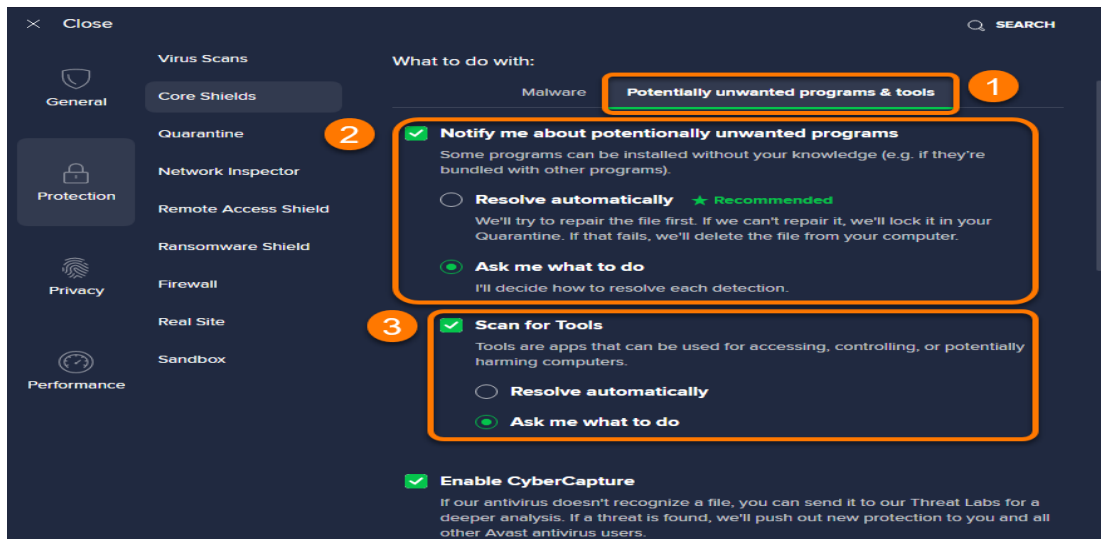 Close
SEARCH
General
Protection
Privacy
Performance
Virus Scans
Core Shields
Quarantine
Network Inspector
Remote Access Shield
Ransomware Shield
Firewall
Real Site
Sandbox
What to do with:
Malware
Potentially unwanted programs & tools
1
2
Notify me about potentionally unwanted programs
Some programs can be installed without your knowledge (e.g. if they're
bundled with other programs).
Resolve automatically ★ Recommended
We'll try to repair the file first. If we can't repair it, we'll lock it in your
Quarantine. If that fails, we'll delete the file from your computer.
Ask me what to do
I'll decide how to resolve each detection.
3
Scan for Tools
Tools are apps that can be used for accessing, controlling, or potentially
harming computers.
Resolve automatically
Ask me what to do
Enable CyberCapture
If our antivirus doesn't recognize a file, you can send it to our Threat Labs for a
deeper analysis. If a threat is found, we'll push out new protection to you and all
other Avast antivirus users.